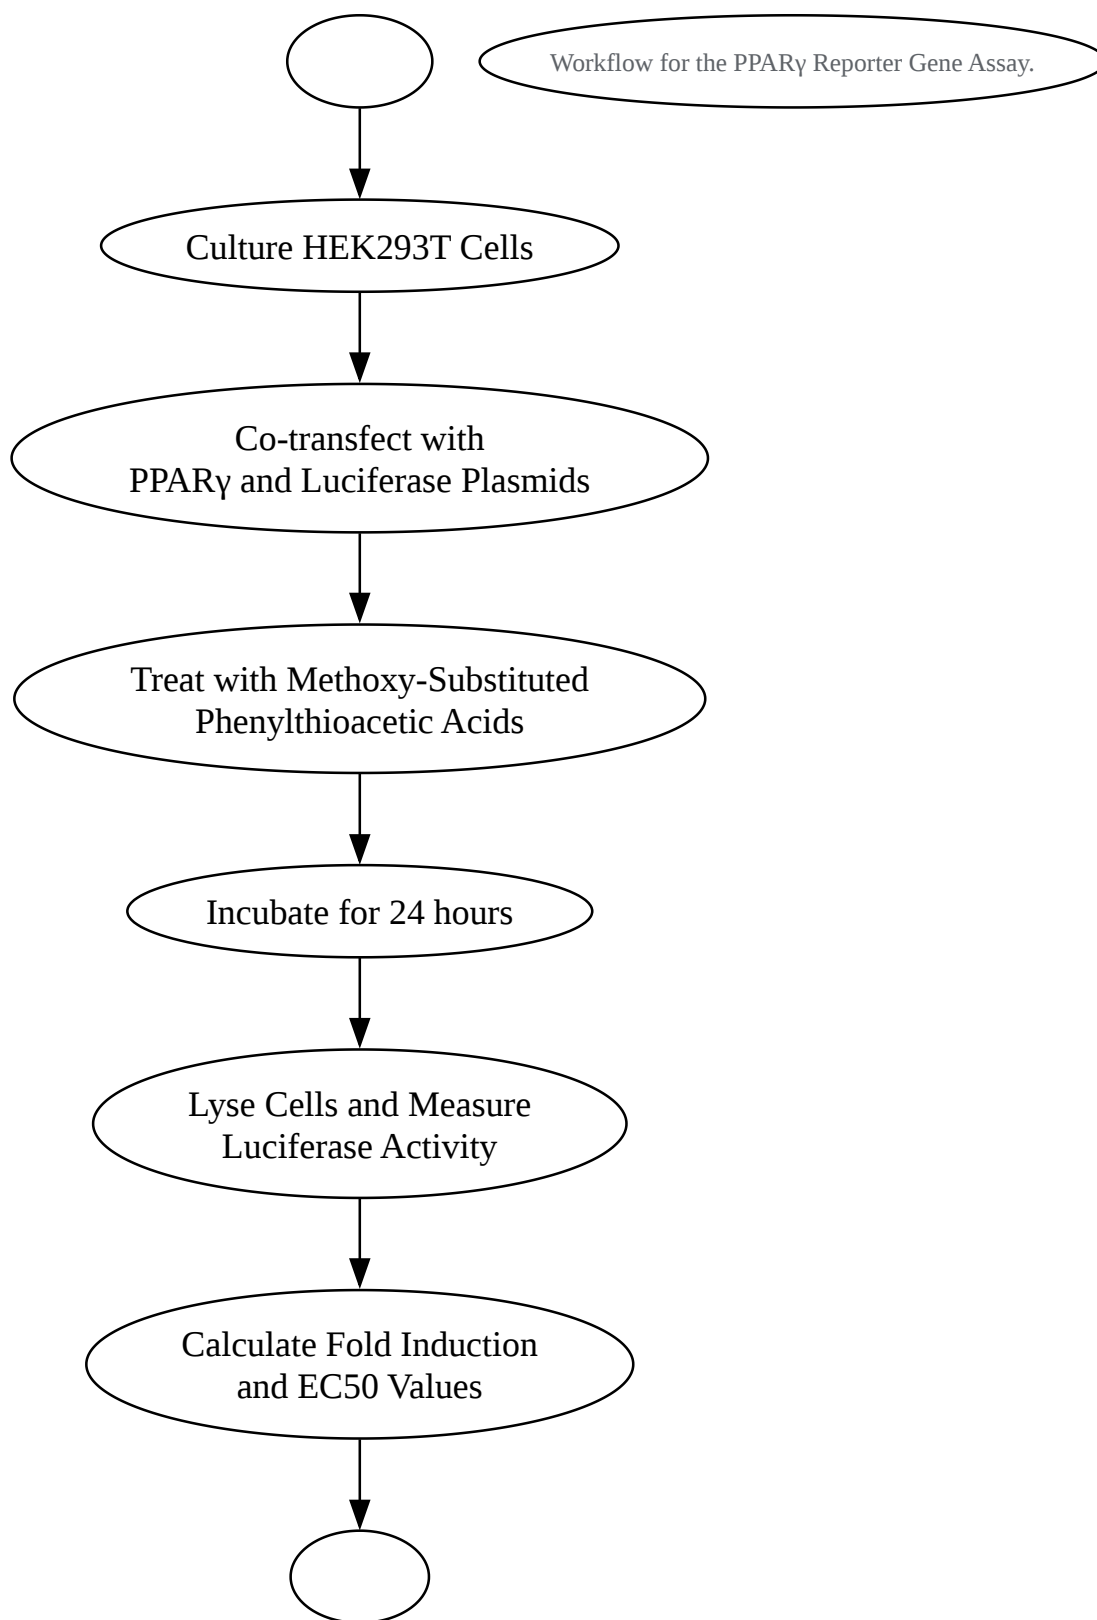 Workflow for the PPARγ Reporter Gene Assay.
Culture HEK293T Cells
Co-transfect with
PPARγ and Luciferase Plasmids
Treat with Methoxy-Substituted
Phenylthioacetic Acids
Incubate for 24 hours
Lyse Cells and Measure
Luciferase Activity
Calculate Fold Induction
and EC50 Values